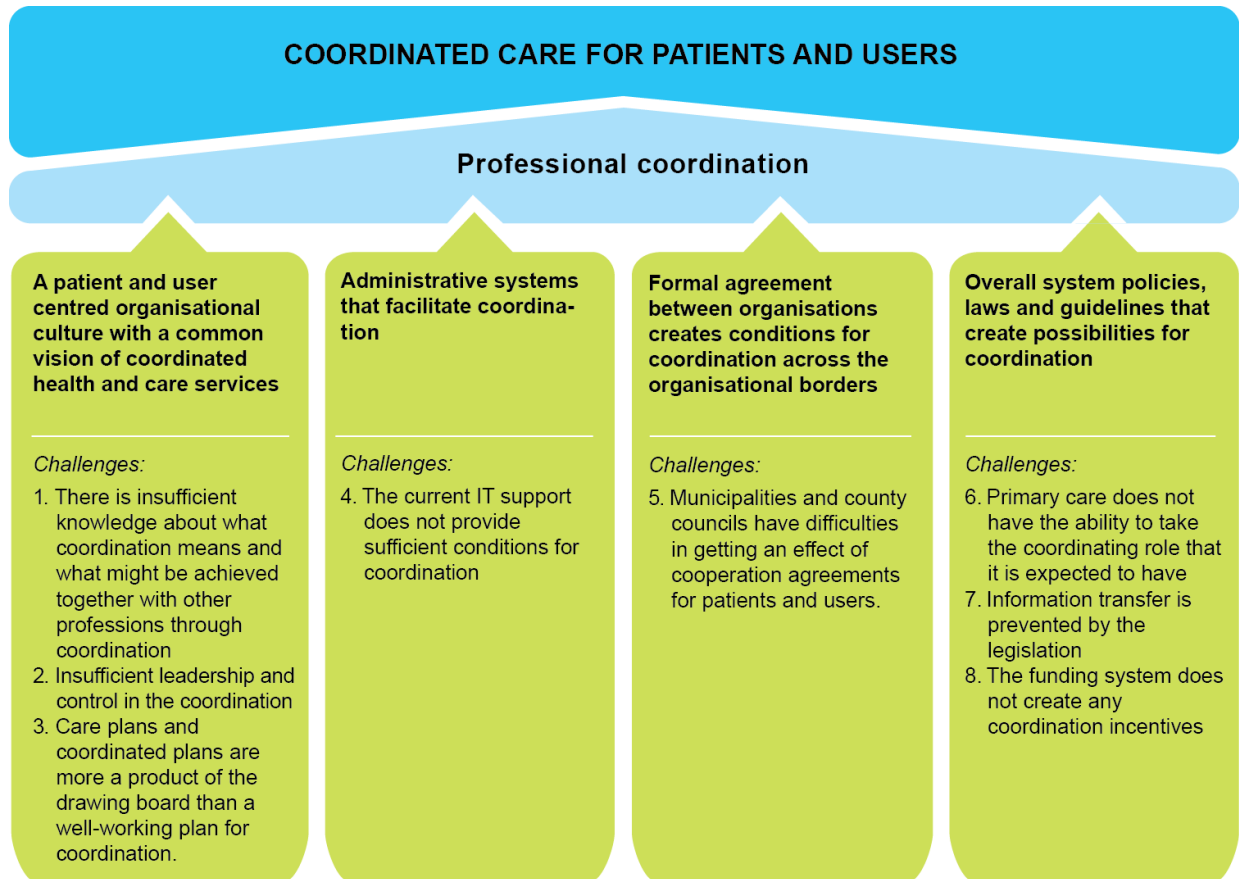 COORDINATED CARE FOR PATIENTS AND USERS
Professional coordination
A patient and user
centred organisational
culture with a common
vision of coordinated
health and care services
Challenges:
1. There is insufficient
knowledge about what
coordination means and
what might be achieved
together with other
professions through
coordination
2. Insufficient leadership and
control in the coordination
3. Care plans and
coordinated plans are
more a product of the
drawing board than a
well-working plan for
coordination.
Administrative systems
that facilitate coordina-
tion
Challenges:
4. The current IT support
does not provide
sufficient conditions for
coordination
Formal agreement
between organisations
creates conditions for
coordination across the
organisational borders
Challenges:
5. Municipalities and county
councils have difficulties
in getting an effect of
cooperation agreements
for patients and users.
Overall system policies,
laws and guidelines that
create possibilities for
coordination
Challenges:
6. Primary care does not
have the ability to take
the coordinating role that
it is expected to have
7. Information transfer is
prevented by the
legislation
8. The funding system does
not create any
coordination incentives